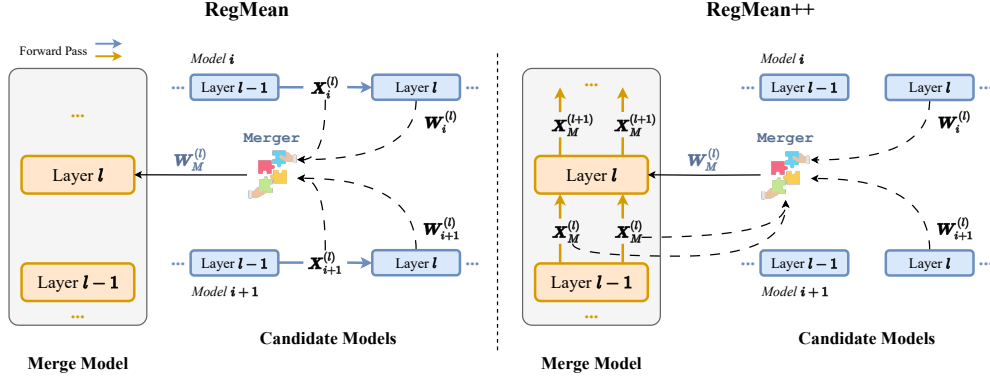 RegMean
Forward Pass
Model i
... Layer l − 1 X_i^{(l)} Layer l ...
...
W_i^{(l)}
Merger
W_M^{(l)}
Layer l
W_{i+1}^{(l)}
Layer l − 1
... Layer l − 1 X_{i+1}^{(l)} Layer l ...
Model i + 1
...
Candidate Models
Merge Model
RegMean++
Model i
...
... Layer l − 1 Layer l ...
X_M^{(l+1)} X_M^{(l+1)}
W_i^{(l)}
Merger
W_M^{(l)}
Layer l
X_M^{(l)} X_M^{(l)}
W_{i+1}^{(l)}
Layer l − 1
... Layer l − 1 Layer l ...
Model i + 1
...
Candidate Models
Merge Model